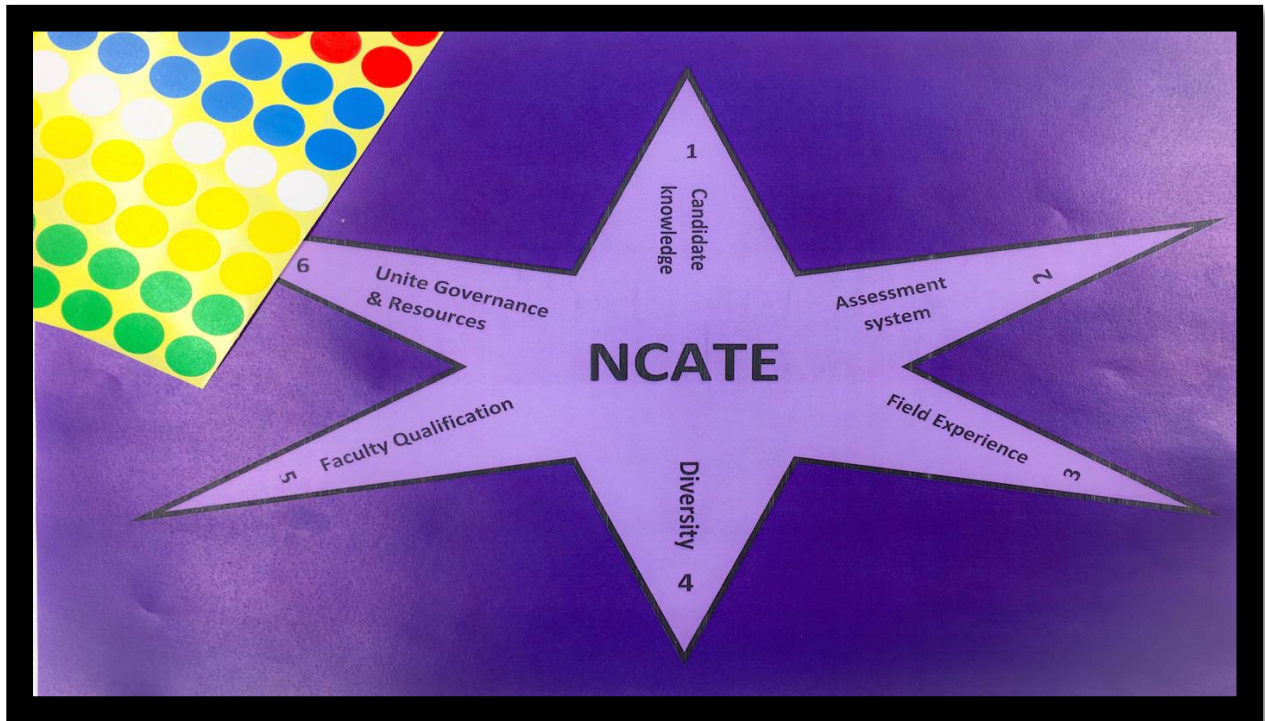 1
Candidate
knowledge
2
Assessment
system
3
Field Experience
4
Diversity
5
Faculty Qualification
6
Unite Governance
& Resources
NCATE